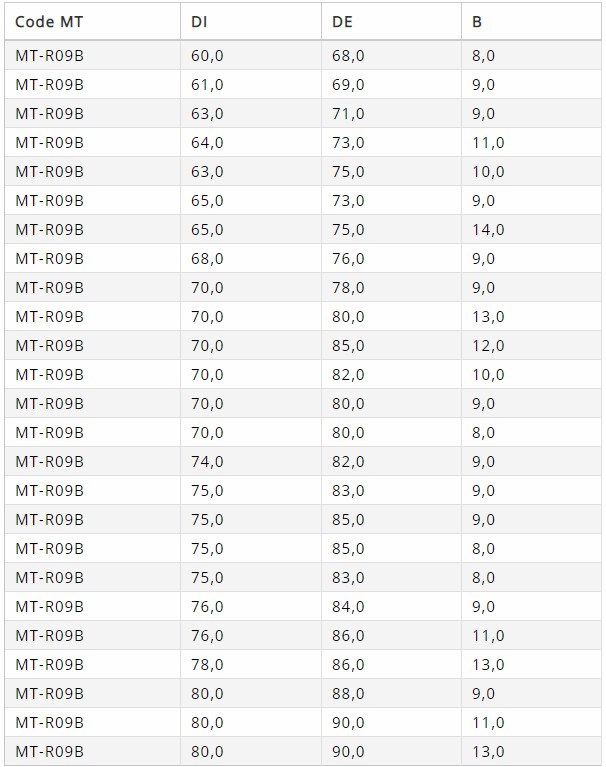 Code MT DI DE B
MT-R09B 60,0 68,0 8,0
MT-R09B 61,0 69,0 9,0
MT-R09B 63,0 71,0 9,0
MT-R09B 64,0 73,0 11,0
MT-R09B 63,0 75,0 10,0
MT-R09B 65,0 73,0 9,0
MT-R09B 65,0 75,0 14,0
MT-R09B 68,0 76,0 9,0
MT-R09B 70,0 78,0 9,0
MT-R09B 70,0 80,0 13,0
MT-R09B 70,0 85,0 12,0
MT-R09B 70,0 82,0 10,0
MT-R09B 70,0 80,0 9,0
MT-R09B 70,0 80,0 8,0
MT-R09B 74,0 82,0 9,0
MT-R09B 75,0 83,0 9,0
MT-R09B 75,0 85,0 9,0
MT-R09B 75,0 85,0 8,0
MT-R09B 75,0 83,0 8,0
MT-R09B 76,0 84,0 9,0
MT-R09B 76,0 86,0 11,0
MT-R09B 78,0 86,0 13,0
MT-R09B 80,0 88,0 9,0
MT-R09B 80,0 90,0 11,0
MT-R09B 80,0 90,0 13,0